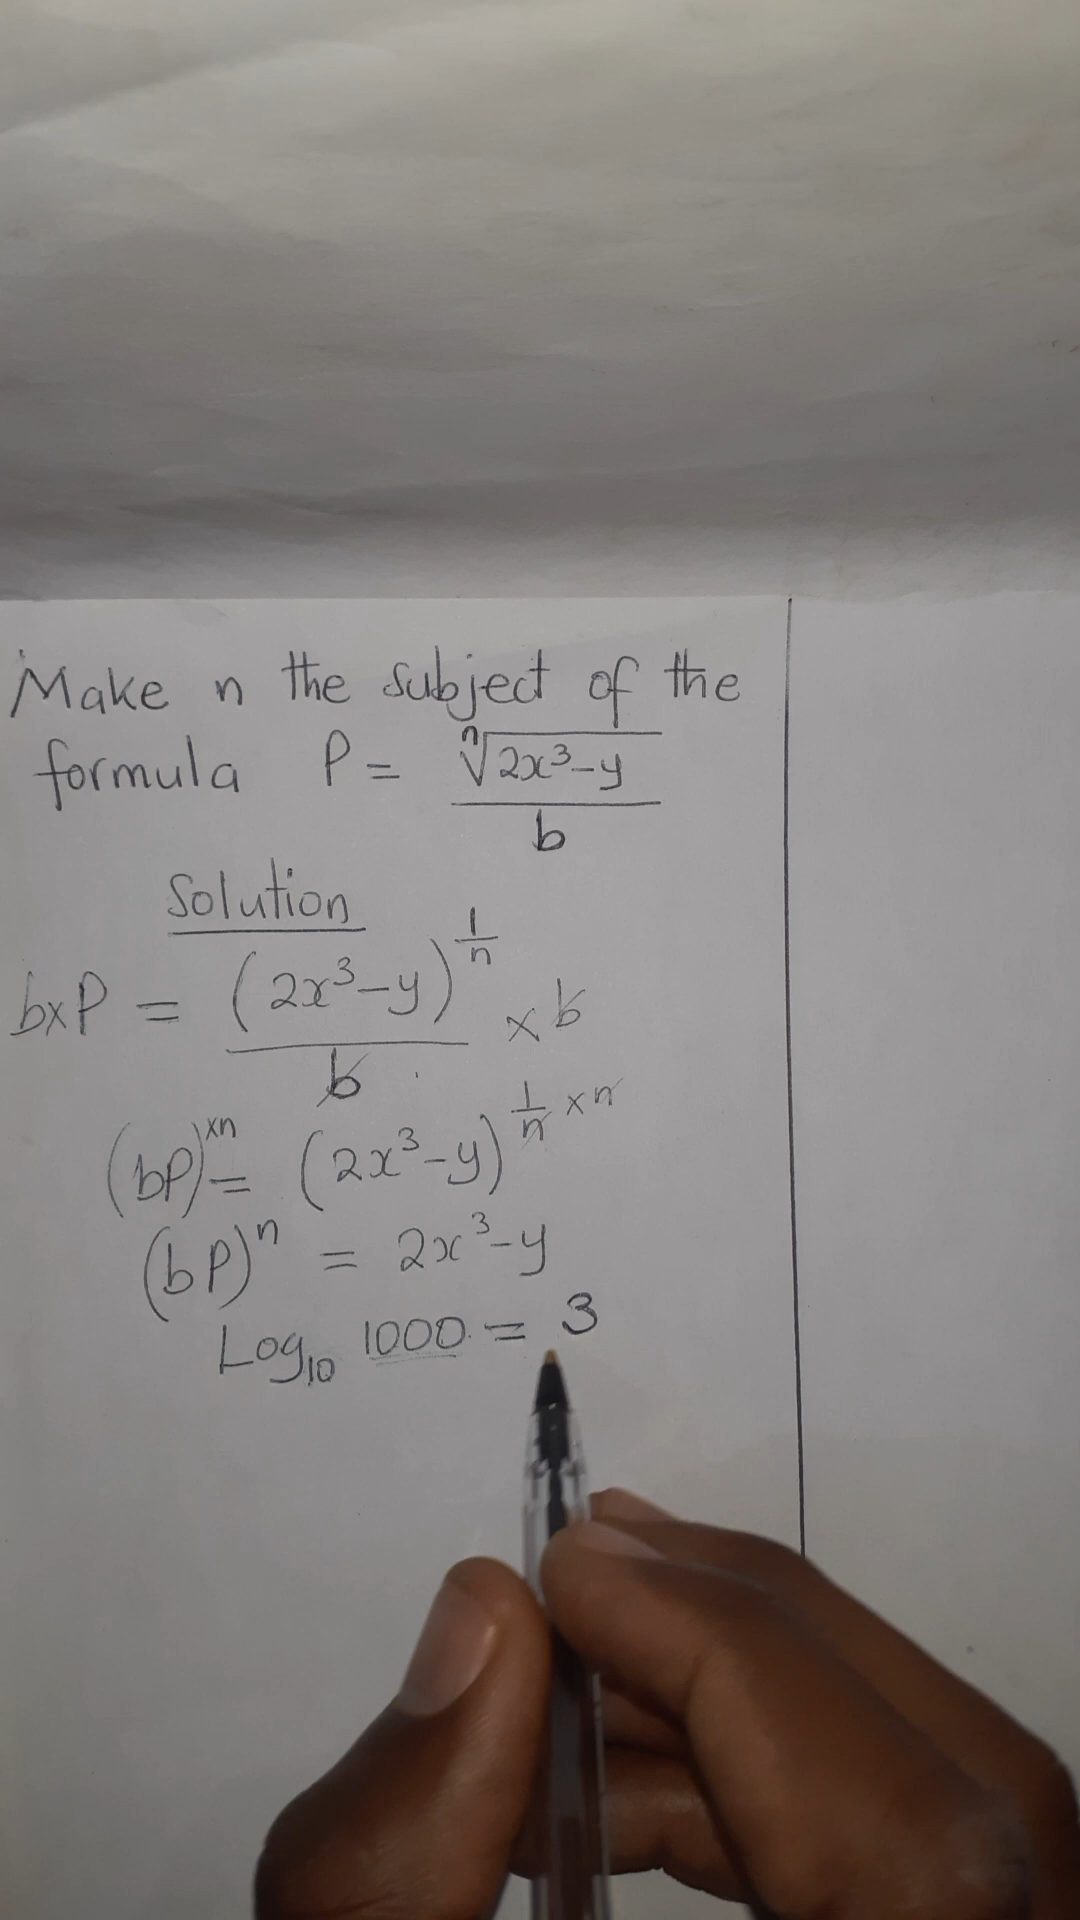 Make n the subject of the
formula P = ⁿ√(2x³-y) / b
Solution
b×P = (2x³-y)^(1/n) / b × b
(bP)^(×n) = (2x³-y)^(1/n × n)
(bP)ⁿ = 2x³-y
Log₁₀ 1000 = 3